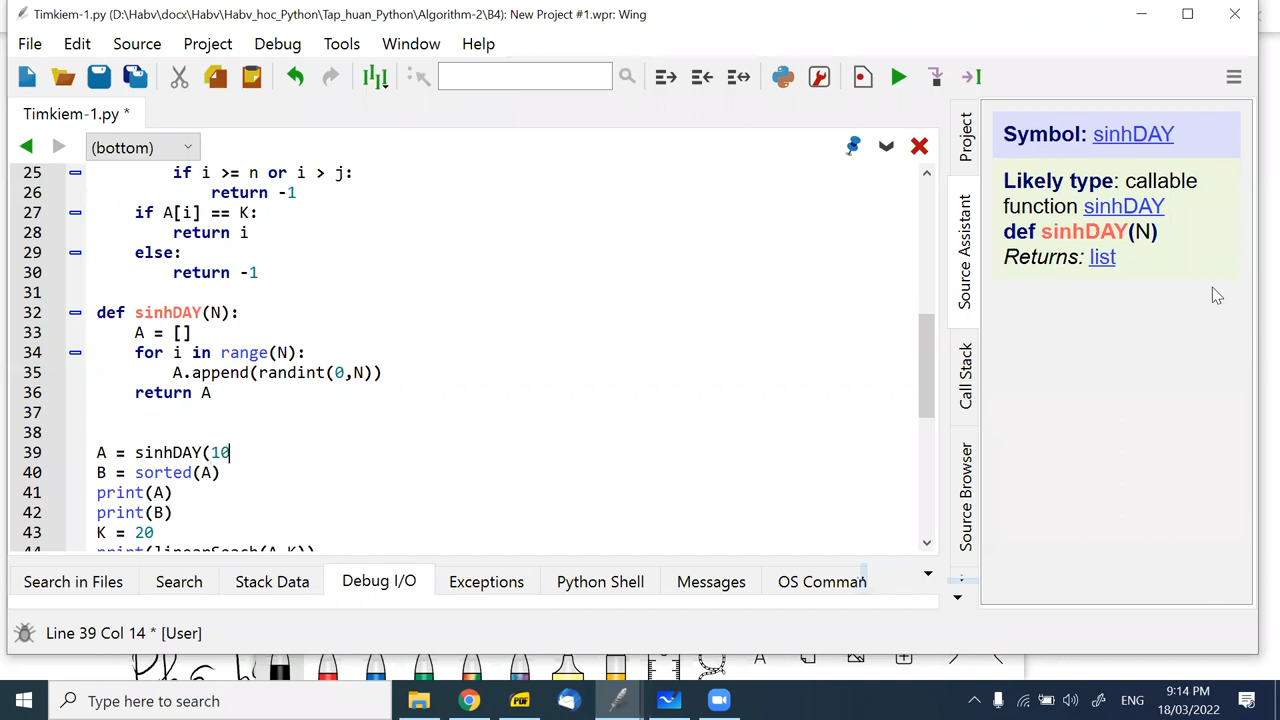 Timkiem-1.py (D:\Habv\docx\Habv\Habv_hoc_Python\Tap_huan_Python\Algorithm-2\B4): New Project #1.wpr: Wing
File Edit Source Project Debug Tools Window Help
Timkiem-1.py *
(bottom)
25 if i >= n or i > j:
26 return -1
27 if A[i] == K:
28 return i
29 else:
30 return -1
31
32 def sinhDAY(N):
33 A = []
34 for i in range(N):
35 A.append(randint(0,N))
36 return A
37
38
39 A = sinhDAY(10
40 B = sorted(A)
41 print(A)
42 print(B)
43 K = 20
44 print(linearSeach(A,K))
Project
Source Assistant
Call Stack
Source Browser
Symbol: sinhDAY
Likely type: callable
function sinhDAY
def sinhDAY(N)
Returns: list
Search in Files Search Stack Data Debug I/O Exceptions Python Shell Messages OS Comman
Line 39 Col 14 * [User]
Type here to search
PDF
ENG
9:14 PM
18/03/2022